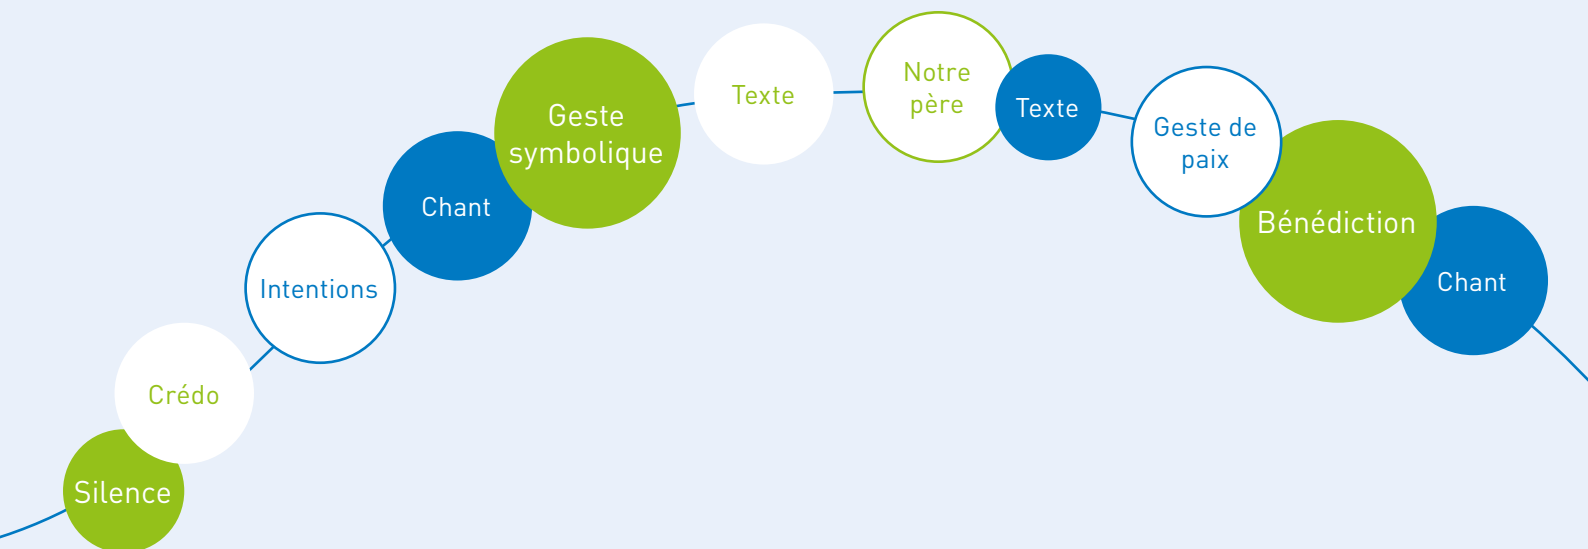 Silence
Crédo
Intentions
Chant
Geste
symbolique
Texte
Notre
père
Texte
Geste de
paix
Bénédiction
Chant